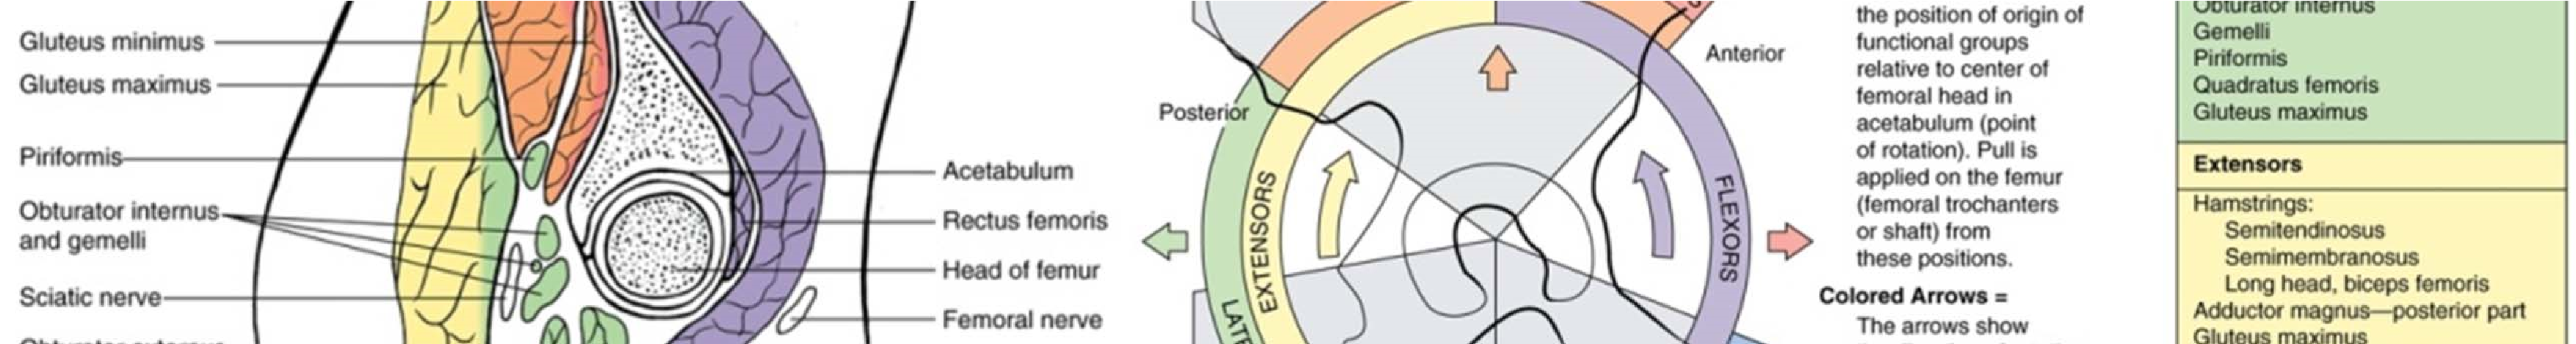 Gluteus minimus
Gluteus maximus
Piriformis
Obturator internus
and gemelli
Sciatic nerve
Acetabulum
Rectus femoris
Head of femur
Femoral nerve
Posterior
Anterior
EXTENSORS
FLEXORS
the position of origin of
functional groups
relative to center of
femoral head in
acetabulum (point
of rotation). Pull is
applied on the femur
(femoral trochanters
or shaft) from
these positions.
Colored Arrows =
The arrows show
Obturator internus
Gemelli
Piriformis
Quadratus femoris
Gluteus maximus
Extensors
Hamstrings:
Semitendinosus
Semimembranosus
Long head, biceps femoris
Adductor magnus—posterior part
Gluteus maximus